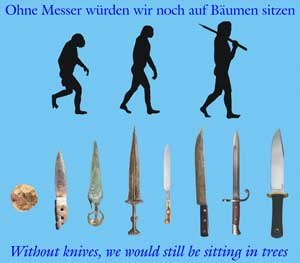 Ohne Messer würden wir noch auf Bäumen sitzen
Without knives, we would still be sitting in trees